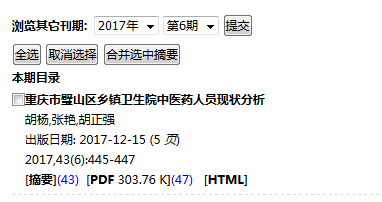 浏览其它刊期: 2017年 第6期 提交
全选 取消选择 合并选中摘要
本期目录
重庆市璧山区乡镇卫生院中医药人员现状分析
胡杨,张艳,胡正强
出版日期: 2017-12-15 (5 页)
2017,43(6):445-447
[摘要](43) [PDF 303.76 K](47) [HTML]